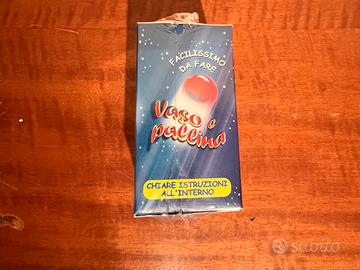 FACILISSIMO
DA FARE
Vaso e
pallina
CHIARE ISTRUZIONI
ALL'INTERNO
subito